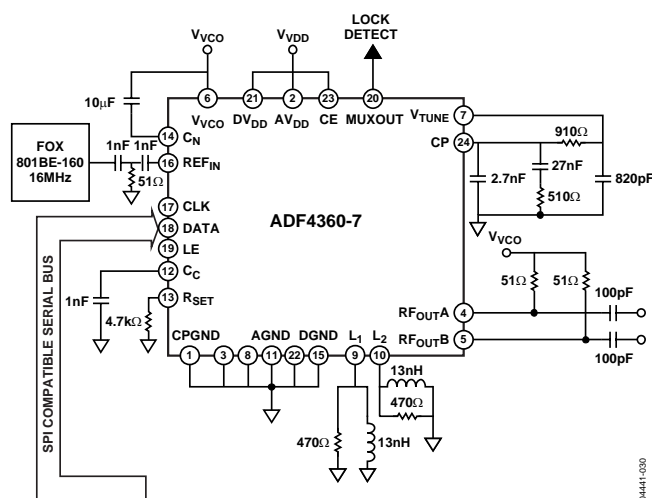 LOCK
DETECT
VVCO
VVDD
10μF
6
21
2
23
20
VVCO
DVDD
AVDD
CE
MUXOUT
VTUNE
7
14
CN
CP
24
910Ω
FOX
801BE-160
16MHz
1nF
1nF
16
REFIN
51Ω
2.7nF
27nF
510Ω
820pF
17
CLK
18
DATA
ADF4360-7
19
LE
VVCO
12
CC
51Ω
51Ω
1nF
13
RSET
4.7kΩ
RFOUTA
4
100pF
RFOUTB
5
100pF
CPGND
AGND
DGND
L1
L2
1
3
8
11
22
15
9
10
13nH
470Ω
470Ω
13nH
SPI COMPATIBLE SERIAL BUS
04441-030